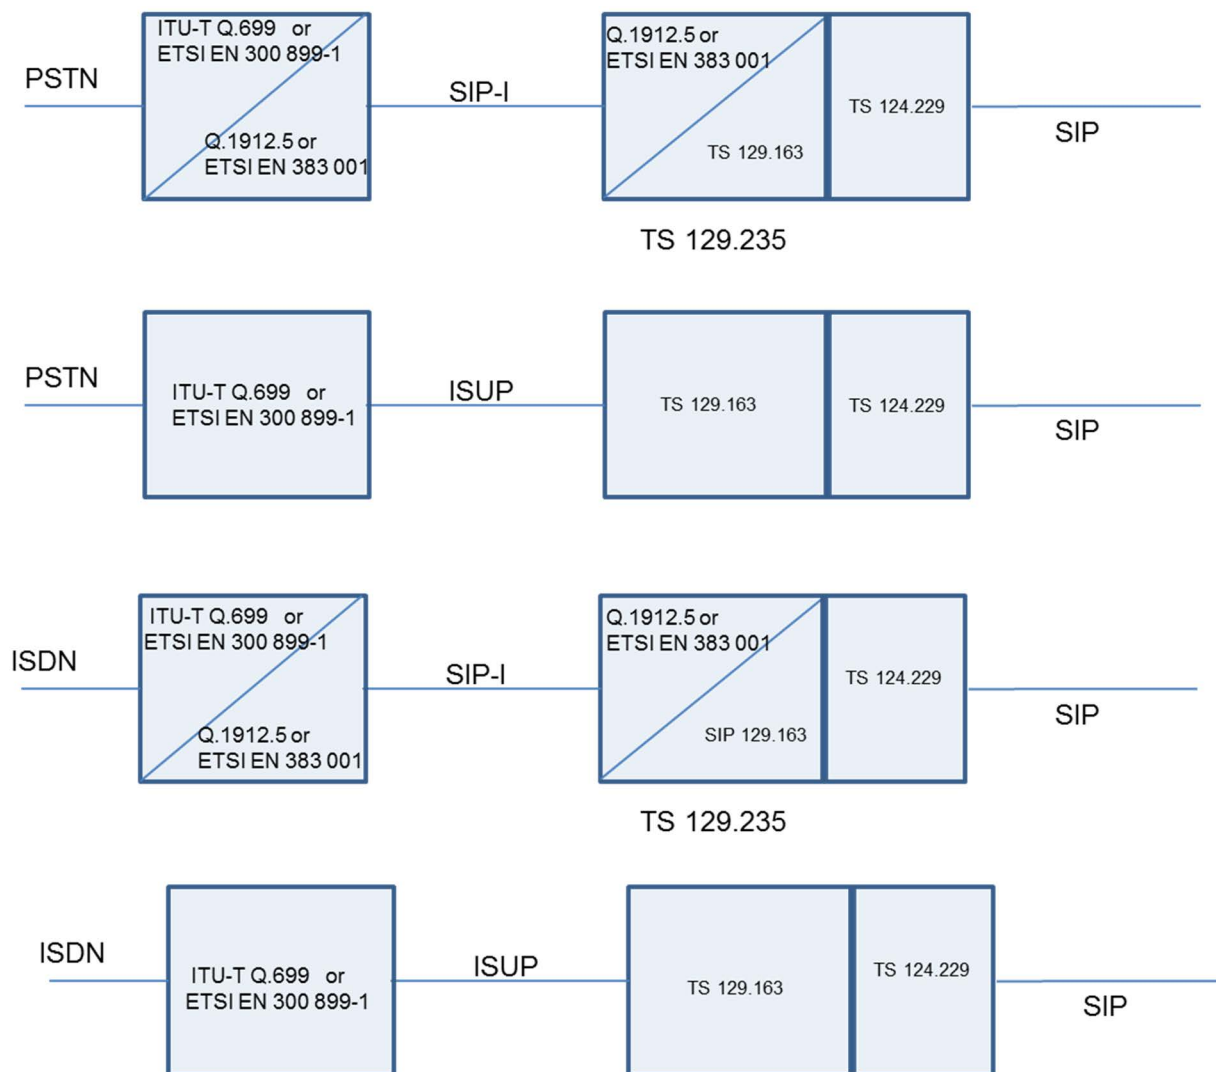 ITU-T Q.699 or
ETSI EN 300 899-1
Q.1912.5 or
ETSI EN 383 001
PSTN
SIP-I
TS 124.229
SIP
Q.1912.5 or
ETSI EN 383 001
TS 129.163
TS 129.235
PSTN
ITU-T Q.699 or
ETSI EN 300 899-1
ISUP
TS 129.163
TS 124.229
SIP
ITU-T Q.699 or
ETSI EN 300 899-1
Q.1912.5 or
ETSI EN 383 001
ISDN
SIP-I
TS 124.229
SIP
Q.1912.5 or
ETSI EN 383 001
SIP 129.163
TS 129.235
ISDN
ITU-T Q.699 or
ETSI EN 300 899-1
ISUP
TS 129.163
TS 124.229
SIP